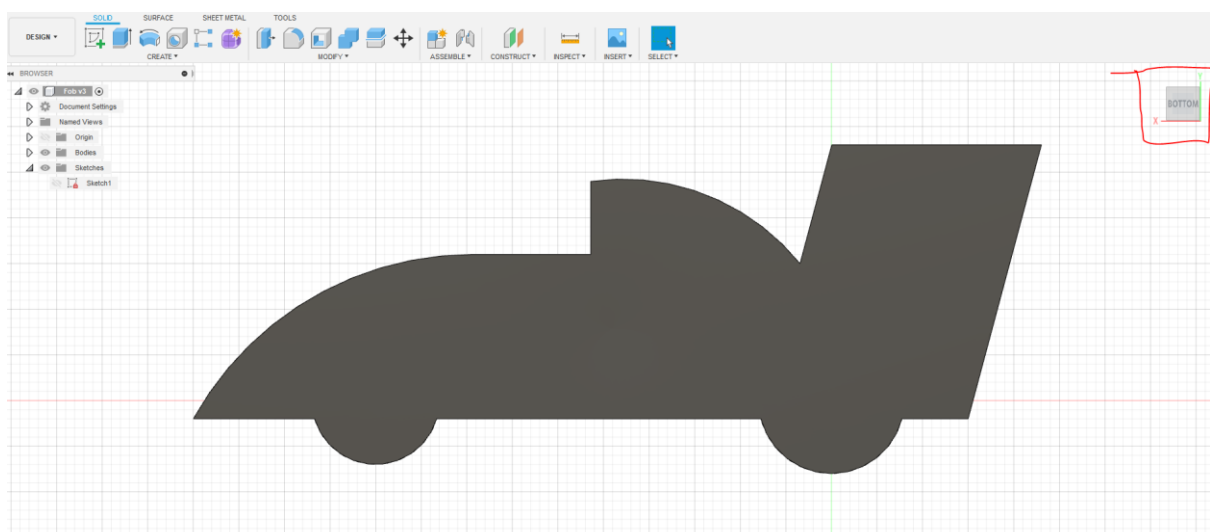 SOLID SURFACE SHEET METAL TOOLS
DESIGN
CREATE MODIFY ASSEMBLE CONSTRUCT INSPECT INSERT SELECT
BROWSER
Fob v3
Document Settings
Named Views
Origin
Bodies
Sketches
Sketch1
Y
BOTTOM
X